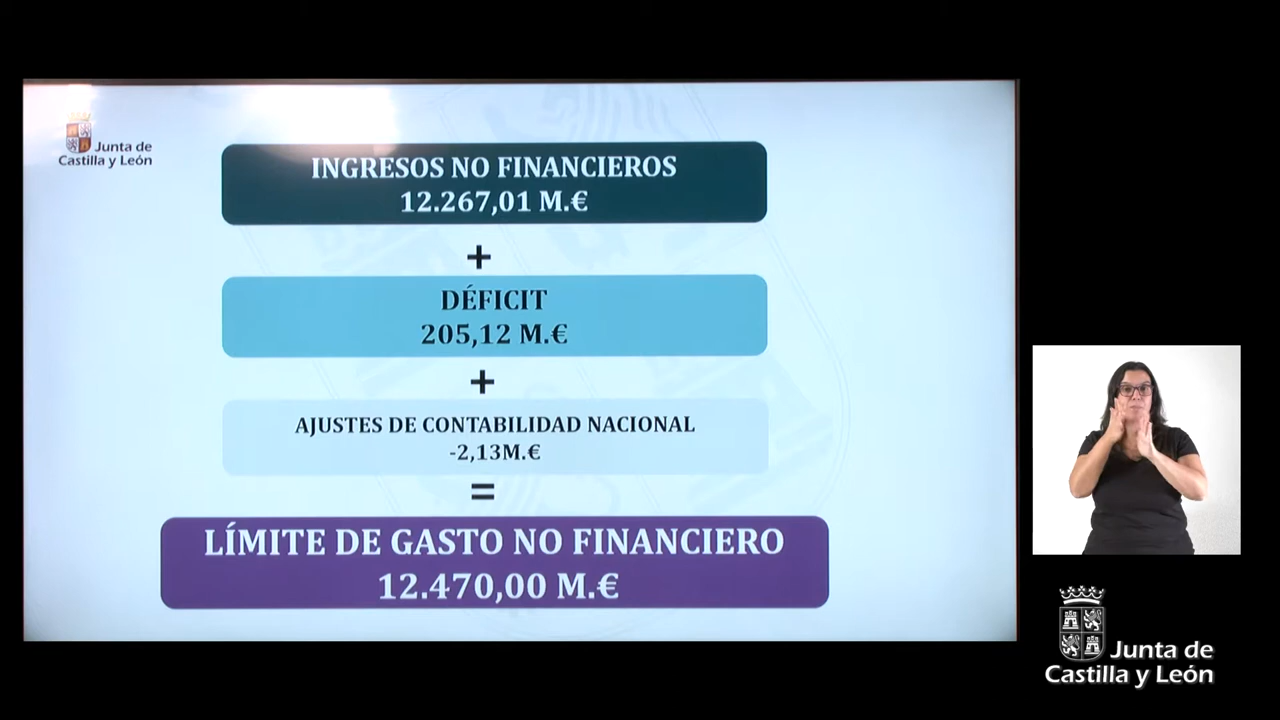 Junta de
Castilla y León
INGRESOS NO FINANCIEROS
12.267,01 M.€
+
DÉFICIT
205,12 M.€
+
AJUSTES DE CONTABILIDAD NACIONAL
-2,13M.€
=
LÍMITE DE GASTO NO FINANCIERO
12.470,00 M.€
Junta de
Castilla y León